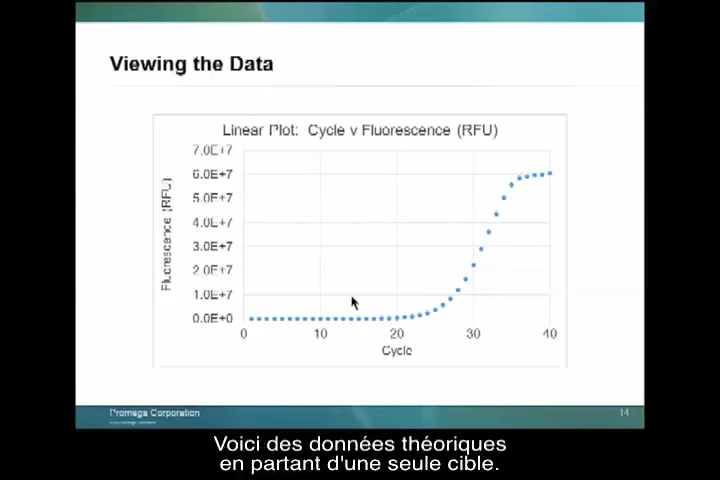 Viewing the Data
Linear Plot: Cycle v Fluorescence (RFU)
Fluorescence (RFU)
7.0E+7
6.0E+7
5.0E+7
4.0E+7
3.0E+7
2.0E+7
1.0E+7
0.0E+0
0 10 20 30 40
Cycle
Promega Corporation
14
Voici des données théoriques
en partant d'une seule cible.